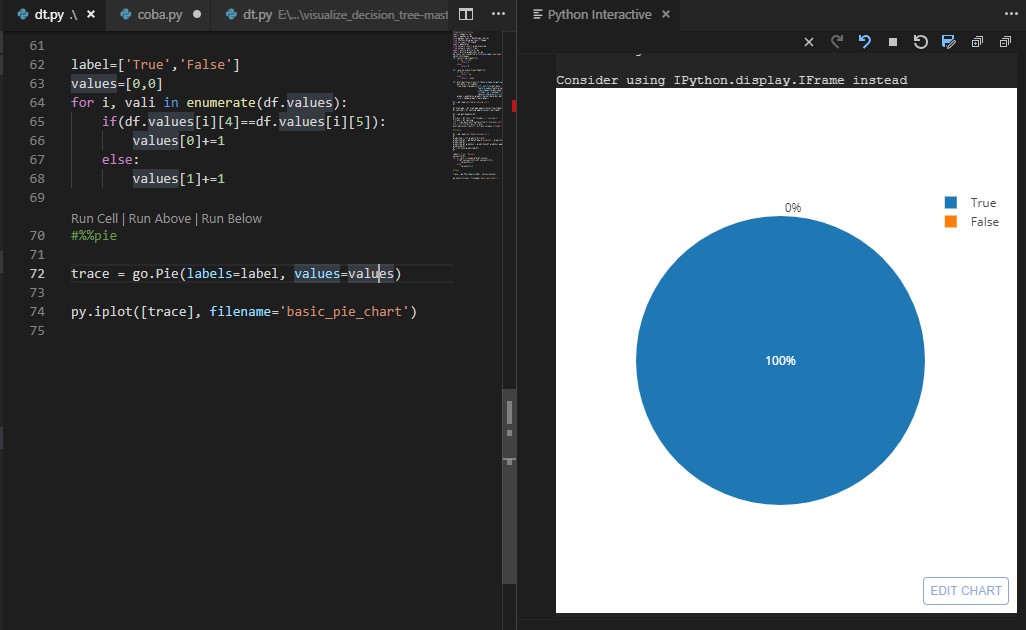 dt.py .\ × coba.py ● dt.py E:\...\visualize_decision_tree-mast ···
61
62 label=['True','False']
63 values=[0,0]
64 for i, vali in enumerate(df.values):
65 if(df.values[i][4]==df.values[i][5]):
66 values[0]+=1
67 else:
68 values[1]+=1
69
Run Cell | Run Above | Run Below
70 #%%pie
71
72 trace = go.Pie(labels=label, values=values)
73
74 py.iplot([trace], filename='basic_pie_chart')
75
Python Interactive × ···
Consider using IPython.display.IFrame instead
0%
100%
True
False
EDIT CHART